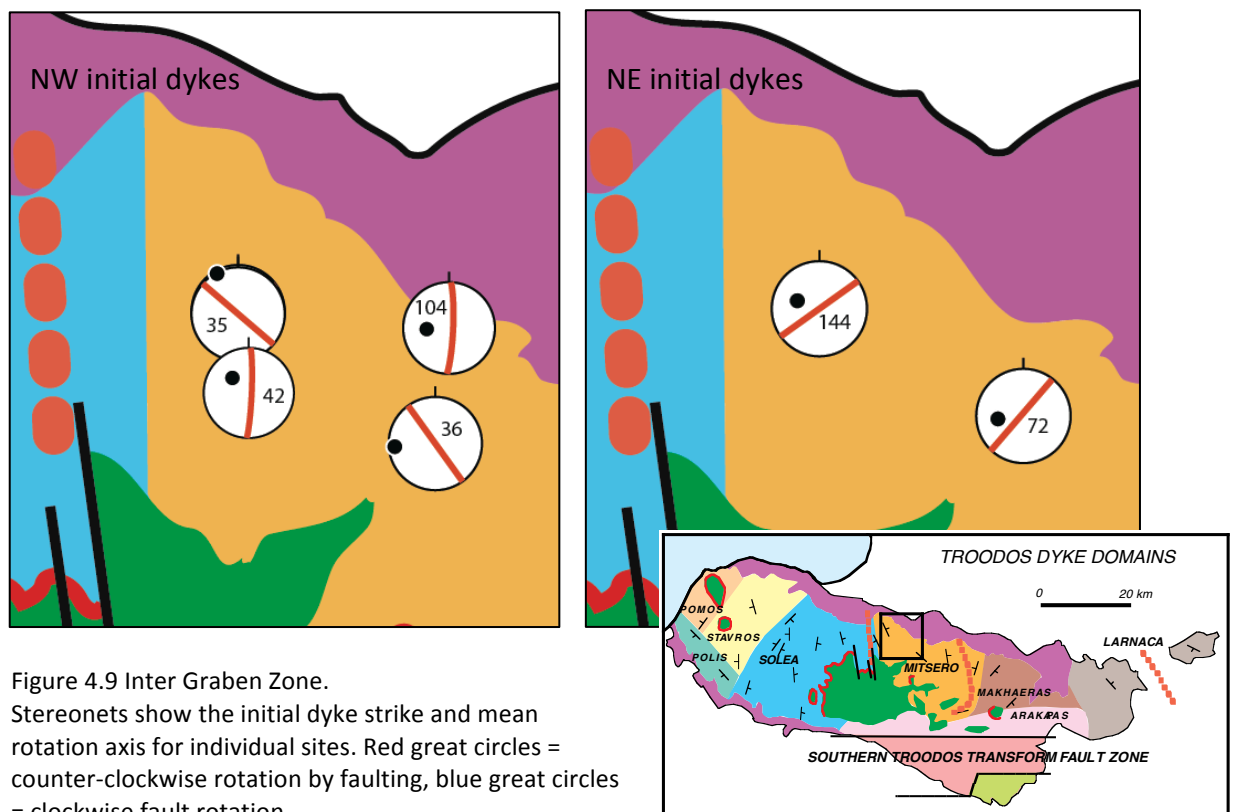 NW initial dykes
NE initial dykes
35
104
42
36
144
72
TROODOS DYKE DOMAINS
0 20 km
POMOS
STAVROS
POLIS
SOLEA
MITSERO
LARNACA
MAKHAERAS
ARAKAPAS
SOUTHERN TROODOS TRANSFORM FAULT ZONE
Figure 4.9 Inter Graben Zone.
Stereonets show the initial dyke strike and mean
rotation axis for individual sites. Red great circles =
counter-clockwise rotation by faulting, blue great circles
= clockwise fault rotation